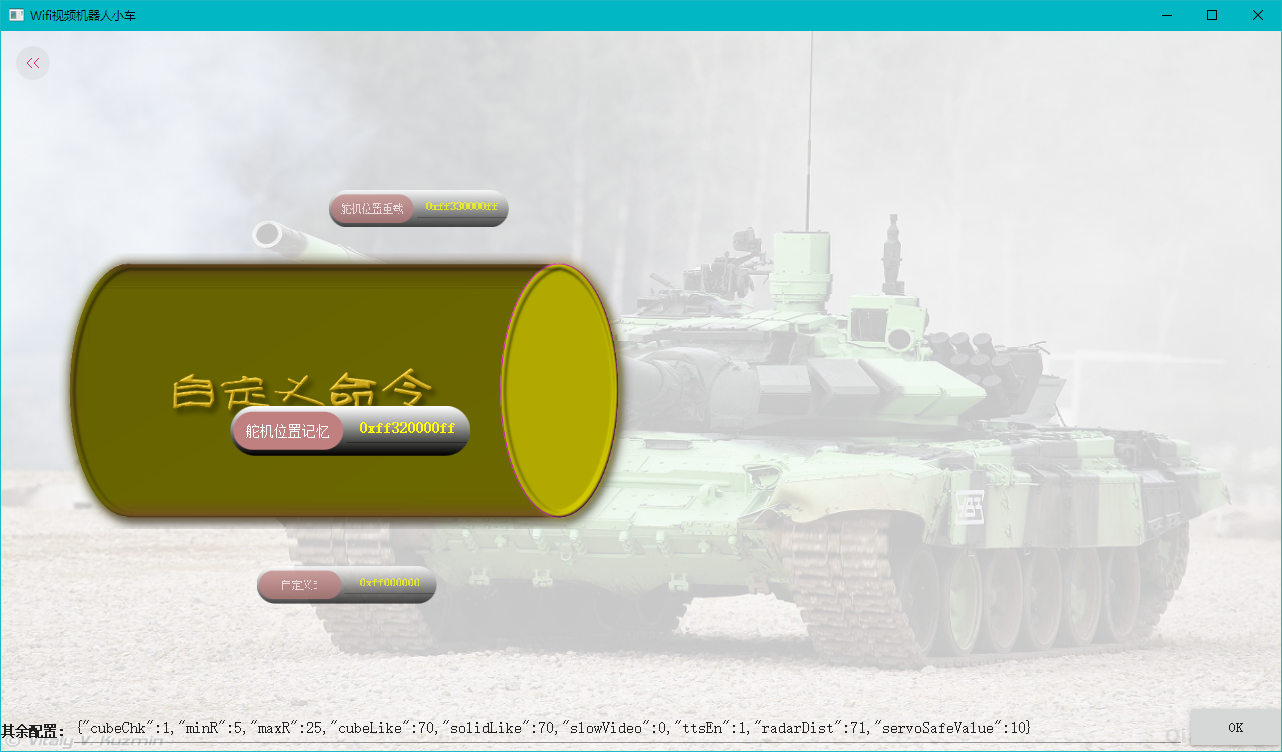 Wifi视频机器人小车
<<
舵机位置重载 0xff330000ff
自定义命令
舵机位置记忆 0xff320000ff
0xff000000
其余配置： {"cubeChk":1,"minR":5,"maxR":25,"cubeLike":70,"solidLike":70,"slowVideo":0,"ttsEn":1,"radarDist":71,"servoSafeValue":10}
OK
© Vitaly V. Kuzmin